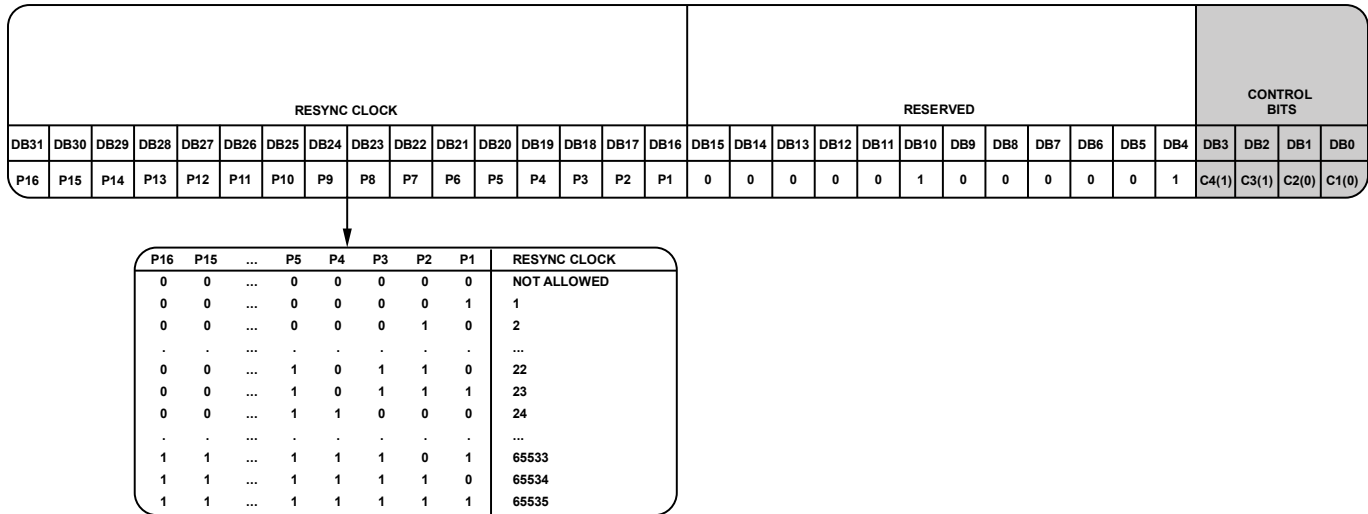 RESYNC CLOCK RESERVED CONTROL
BITS
DB31 DB30 DB29 DB28 DB27 DB26 DB25 DB24 DB23 DB22 DB21 DB20 DB19 DB18 DB17 DB16 DB15 DB14 DB13 DB12 DB11 DB10 DB9 DB8 DB7 DB6 DB5 DB4 DB3 DB2 DB1 DB0
P16 P15 P14 P13 P12 P11 P10 P9 P8 P7 P6 P5 P4 P3 P2 P1 0 0 0 0 0 1 0 0 0 0 0 1 C4(1) C3(1) C2(0) C1(0)
P16 P15 ... P5 P4 P3 P2 P1 RESYNC CLOCK
0 0 ... 0 0 0 0 0 NOT ALLOWED
0 0 ... 0 0 0 0 1 1
0 0 ... 0 0 0 1 0 2
. . ... . . . . . ...
0 0 ... 1 0 1 1 0 22
0 0 ... 1 0 1 1 1 23
0 0 ... 1 1 0 0 0 24
. . ... . . . . . ...
1 1 ... 1 1 1 0 1 65533
1 1 ... 1 1 1 1 0 65534
1 1 ... 1 1 1 1 1 65535